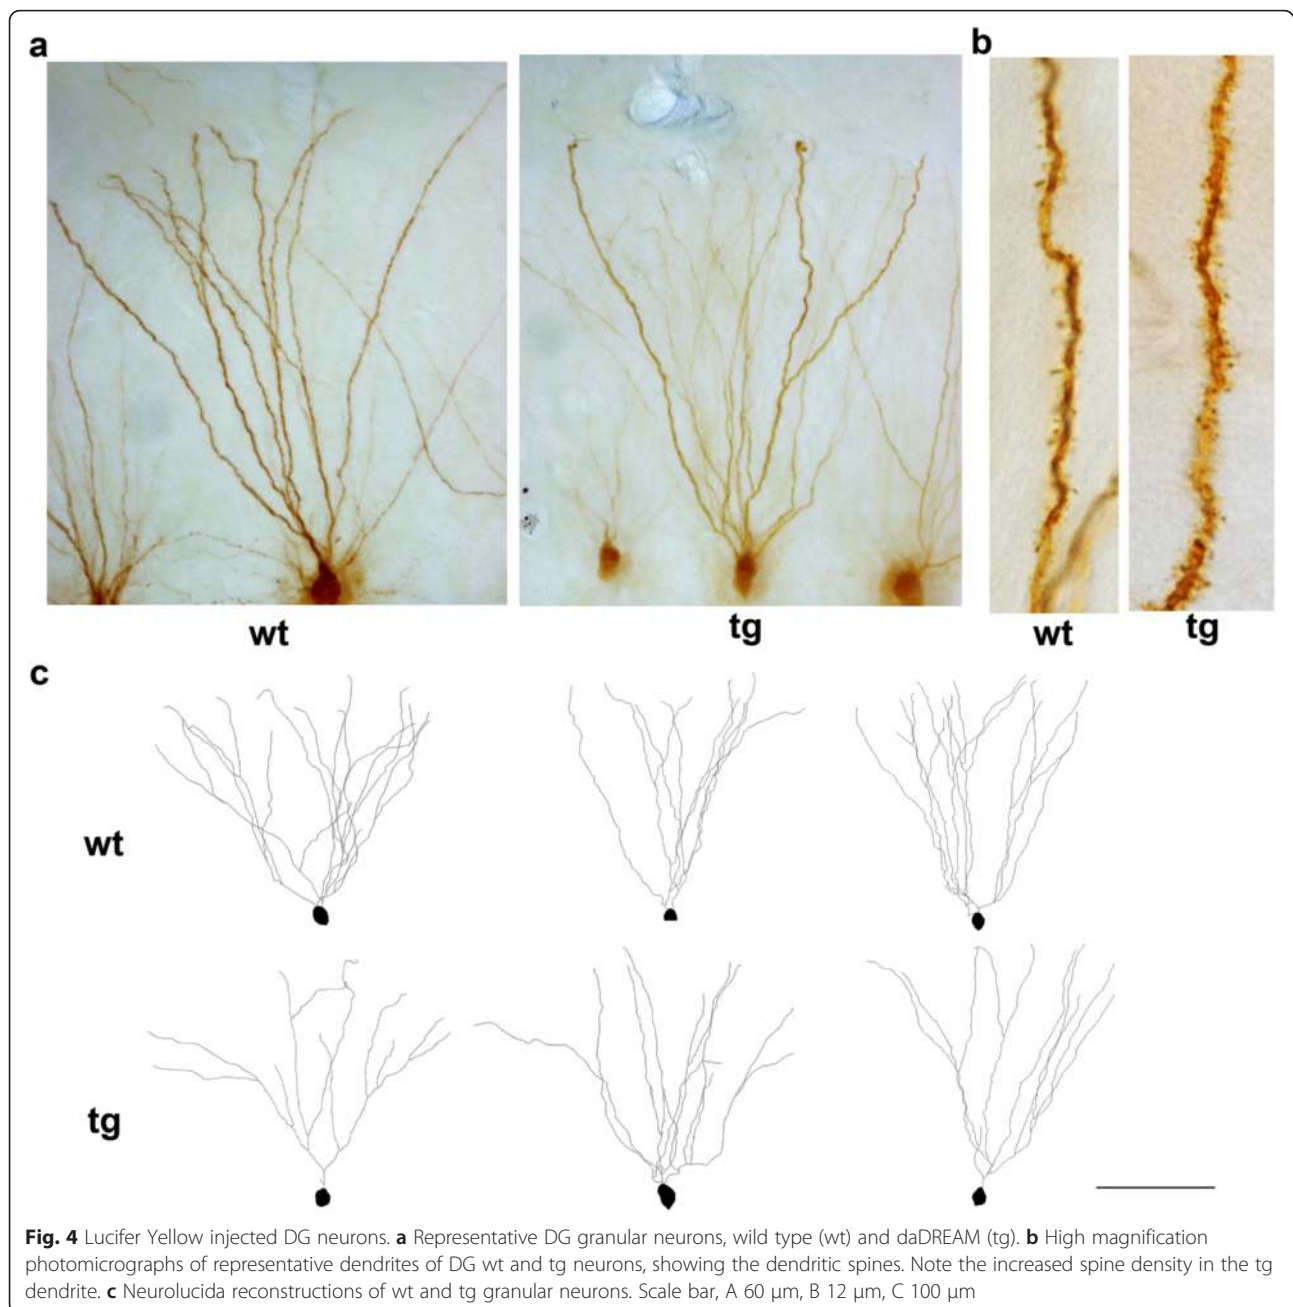 a
b
wt
tg
wt
tg
c
wt
tg
Fig. 4 Lucifer Yellow injected DG neurons. a Representative DG granular neurons, wild type (wt) and daDREAM (tg). b High magnification
photomicrographs of representative dendrites of DG wt and tg neurons, showing the dendritic spines. Note the increased spine density in the tg
dendrite. c Neurolucida reconstructions of wt and tg granular neurons. Scale bar, A 60 μm, B 12 μm, C 100 μm